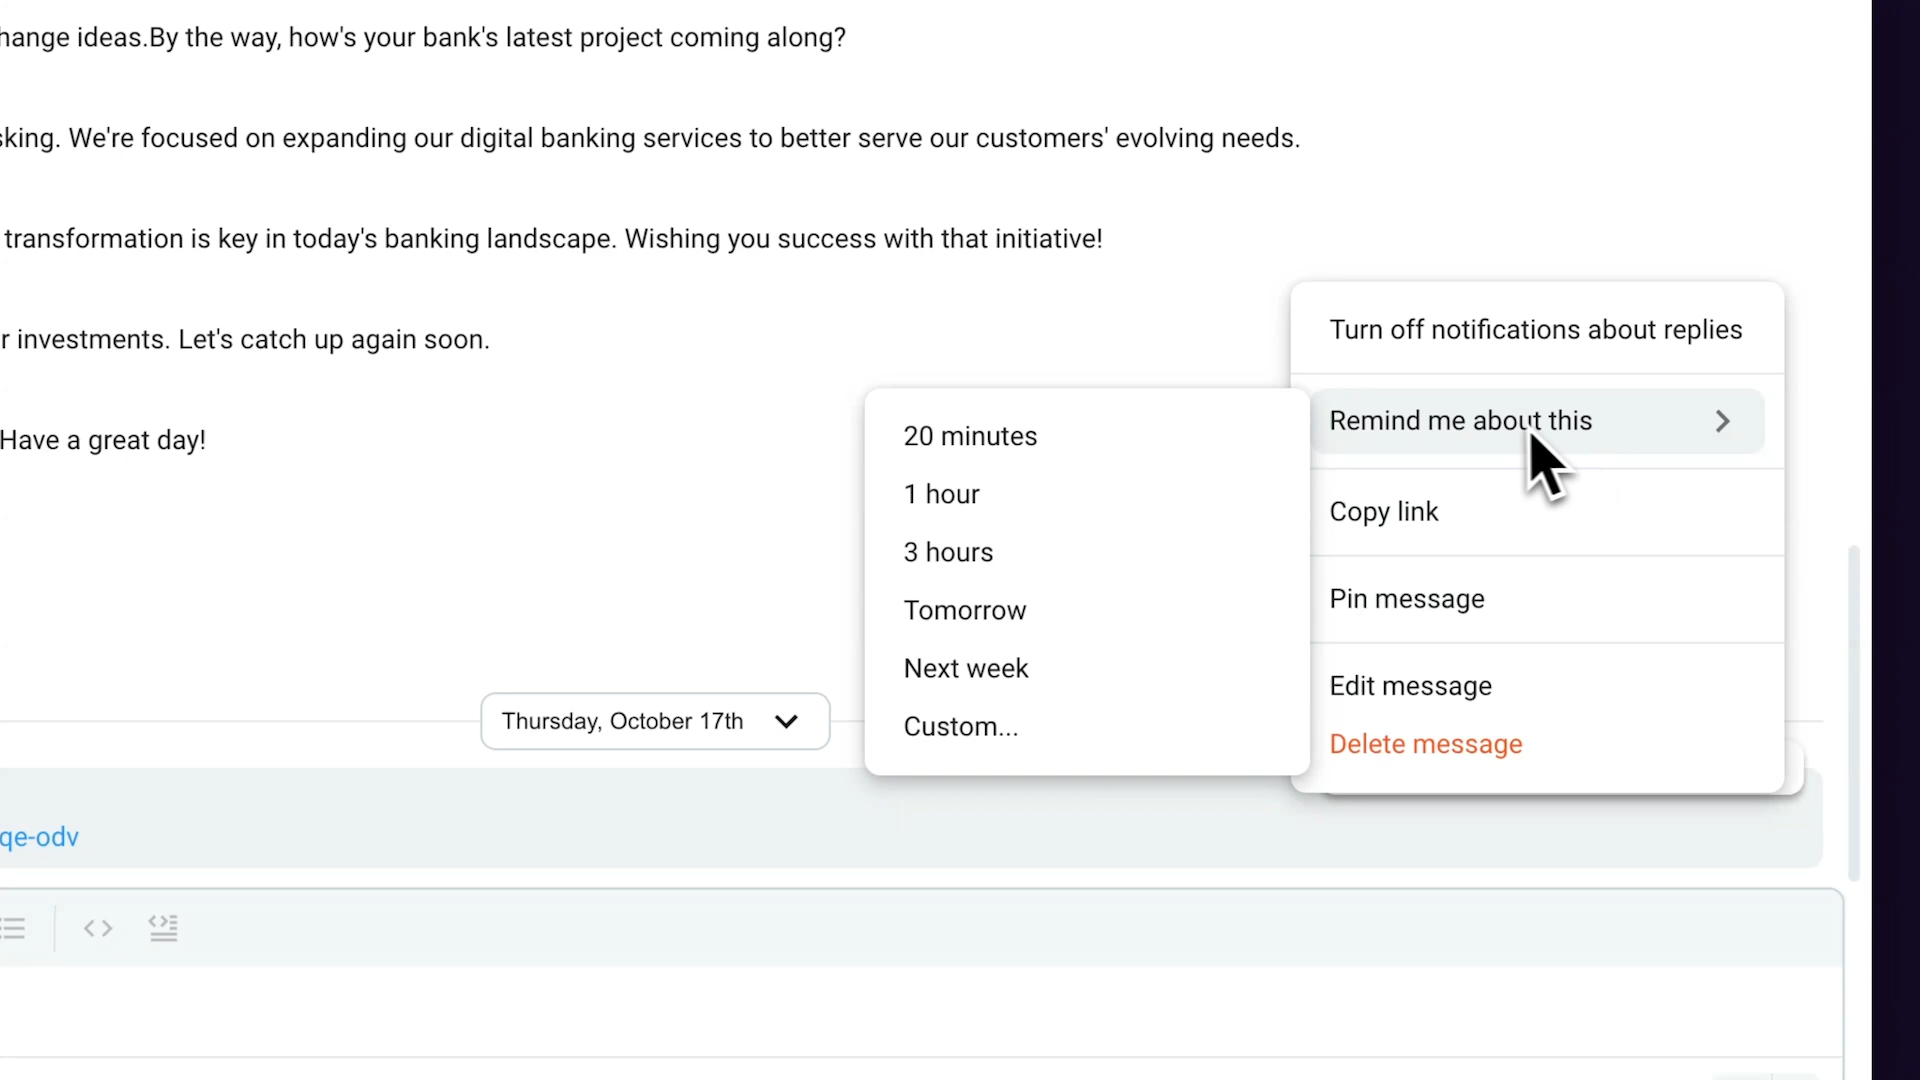 hange ideas.By the way, how's your bank's latest project coming along?
sking. We're focused on expanding our digital banking services to better serve our customers' evolving needs.
transformation is key in today's banking landscape. Wishing you success with that initiative!
r investments. Let's catch up again soon.
Have a great day!
Turn off notifications about replies
Remind me about this
Copy link
Pin message
Edit message
Delete message
20 minutes
1 hour
3 hours
Tomorrow
Next week
Custom...
Thursday, October 17th
qe-odv